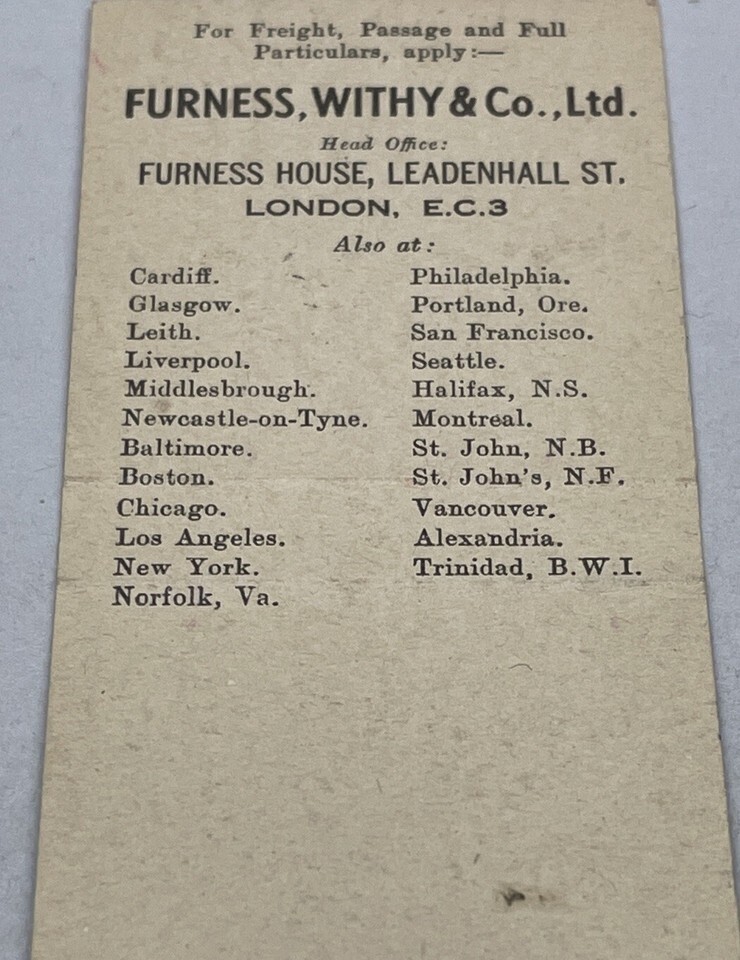 For Freight, Passage and Full
Particulars, apply:—
FURNESS, WITHY & Co., Ltd.
Head Office:
FURNESS HOUSE, LEADENHALL ST.
LONDON, E.C.3
Also at:
Cardiff.
Glasgow.
Leith.
Liverpool.
Middlesbrough.
Newcastle-on-Tyne.
Baltimore.
Boston.
Chicago.
Los Angeles.
New York.
Norfolk, Va.
Philadelphia.
Portland, Ore.
San Francisco.
Seattle.
Halifax, N.S.
Montreal.
St. John, N.B.
St. John's, N.F.
Vancouver.
Alexandria.
Trinidad, B.W.I.